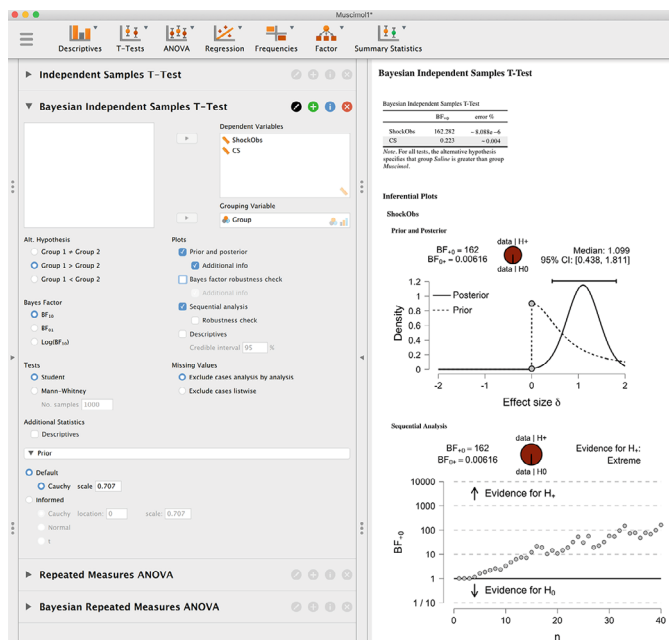 Muscimol1*
Descriptives T-Tests ANOVA Regression Frequencies Factor Summary Statistics
Independent Samples T-Test
Bayesian Independent Samples T-Test
Dependent Variables
ShockObs
CS
Grouping Variable
Group
Alt. Hypothesis
Group 1 ≠ Group 2
Group 1 > Group 2
Group 1 < Group 2
Bayes Factor
BF₁₀
BF₀₁
Log(BF₁₀)
Tests
Student
Mann-Whitney
No. samples 1000
Additional Statistics
Descriptives
Plots
Prior and posterior
Additional info
Bayes factor robustness check
Additional info
Sequential analysis
Robustness check
Descriptives
Credible interval 95 %
Missing Values
Exclude cases analysis by analysis
Exclude cases listwise
Prior
Default
Cauchy scale 0.707
Informed
Cauchy location: 0 scale: 0.707
Normal
t
Repeated Measures ANOVA
Bayesian Repeated Measures ANOVA
Bayesian Independent Samples T-Test
Bayesian Independent Samples T-Test
BF₊₀ error %
ShockObs 162.282 ~ 8.088e−6
CS 0.223 ~ 0.004
Note. For all tests, the alternative hypothesis
specifies that group Saline is greater than group
Muscimol.
Inferential Plots
ShockObs
Prior and Posterior
data | H+
BF₊₀ = 162
BF₀₊ = 0.00616
data | H0
Median: 1.099
95% CI: [0.438, 1.811]
Density
1.2
1
0.8
0.6
0.4
0.2
0
Posterior
Prior
-2 -1 0 1 2
Effect size δ
Sequential Analysis
data | H+
BF₊₀ = 162
BF₀₊ = 0.00616
data | H0
Evidence for H₊:
Extreme
BF₊₀
10000
1000
100
10
1
1 / 10
Evidence for H₊
Evidence for H₀
0 10 20 30 40
n